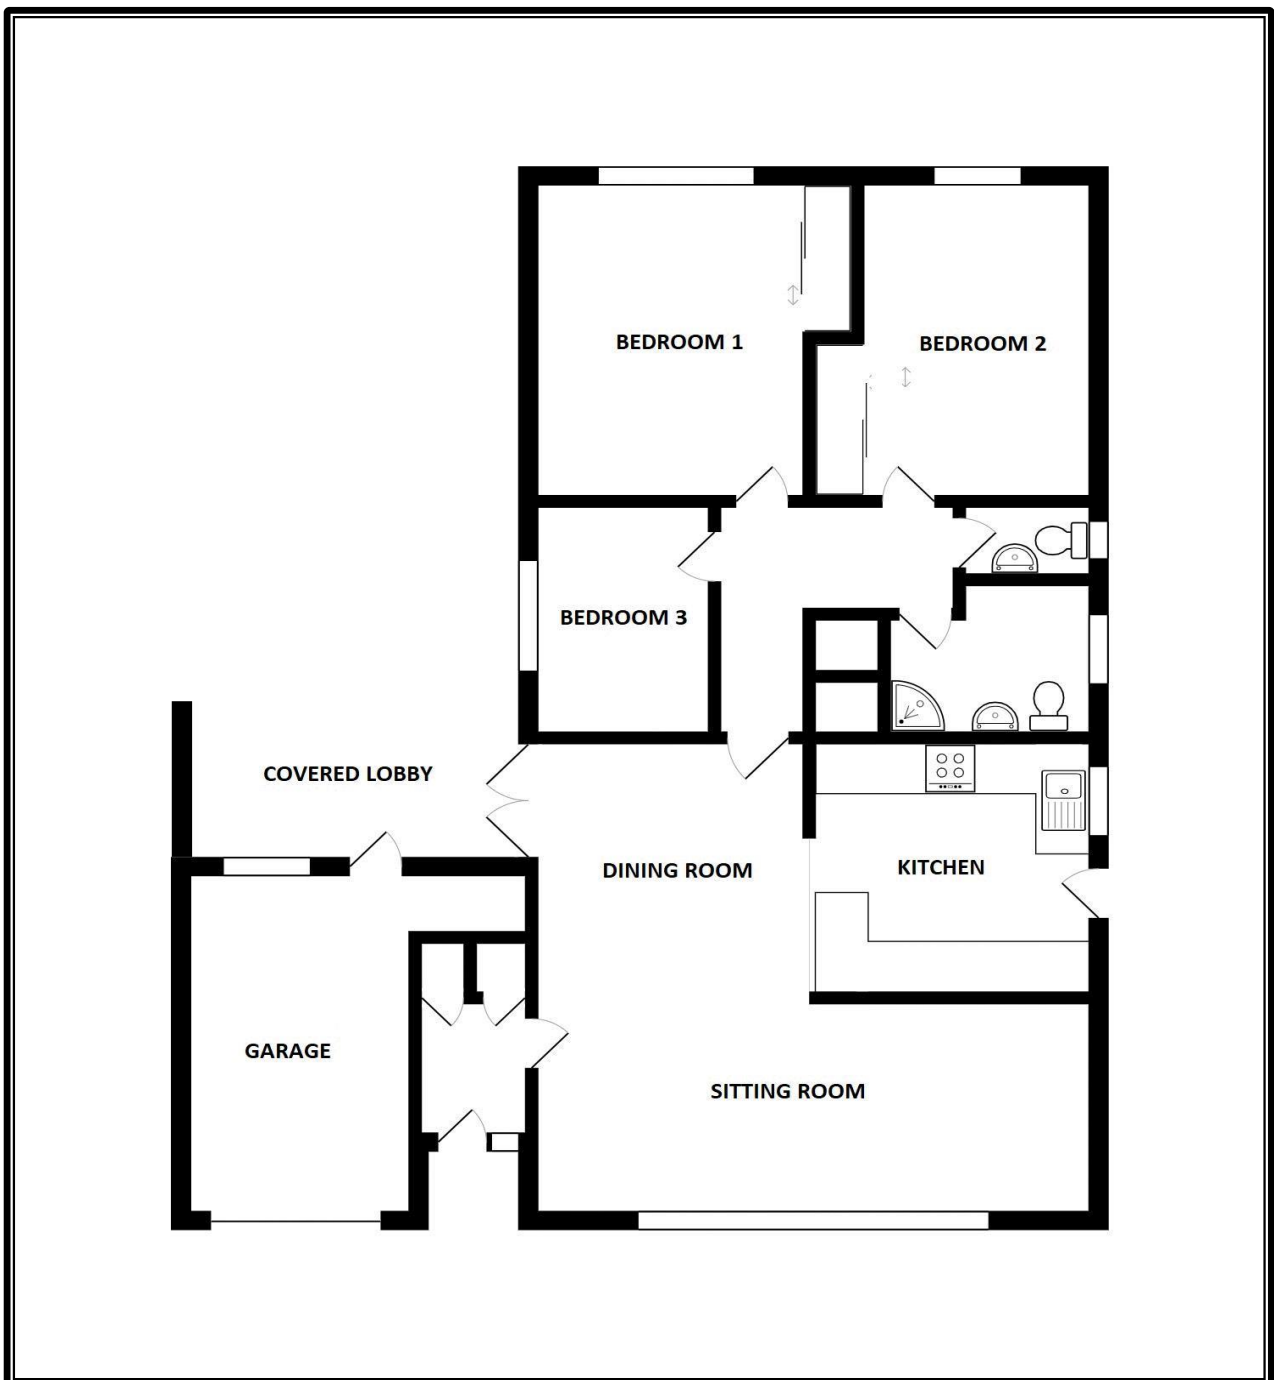 BEDROOM 1
BEDROOM 2
BEDROOM 3
COVERED LOBBY
DINING ROOM
KITCHEN
GARAGE
SITTING ROOM